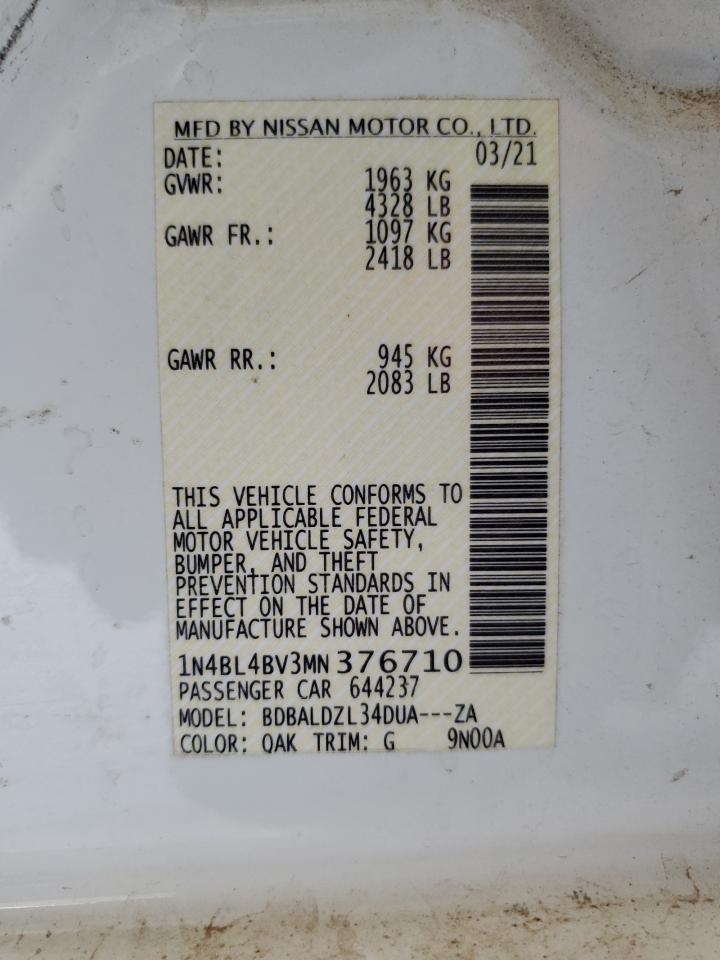 MFD BY NISSAN MOTOR CO., LTD.
DATE: 03/21
GVWR: 1963 KG
4328 LB
GAWR FR.: 1097 KG
2418 LB
GAWR RR.: 945 KG
2083 LB
THIS VEHICLE CONFORMS TO
ALL APPLICABLE FEDERAL
MOTOR VEHICLE SAFETY,
BUMPER, AND THEFT
PREVENTION STANDARDS IN
EFFECT ON THE DATE OF
MANUFACTURE SHOWN ABOVE.
1N4BL4BV3MN376710
PASSENGER CAR 644237
MODEL: BDBALDZL34DUA---ZA
COLOR: QAK TRIM: G 9N00A